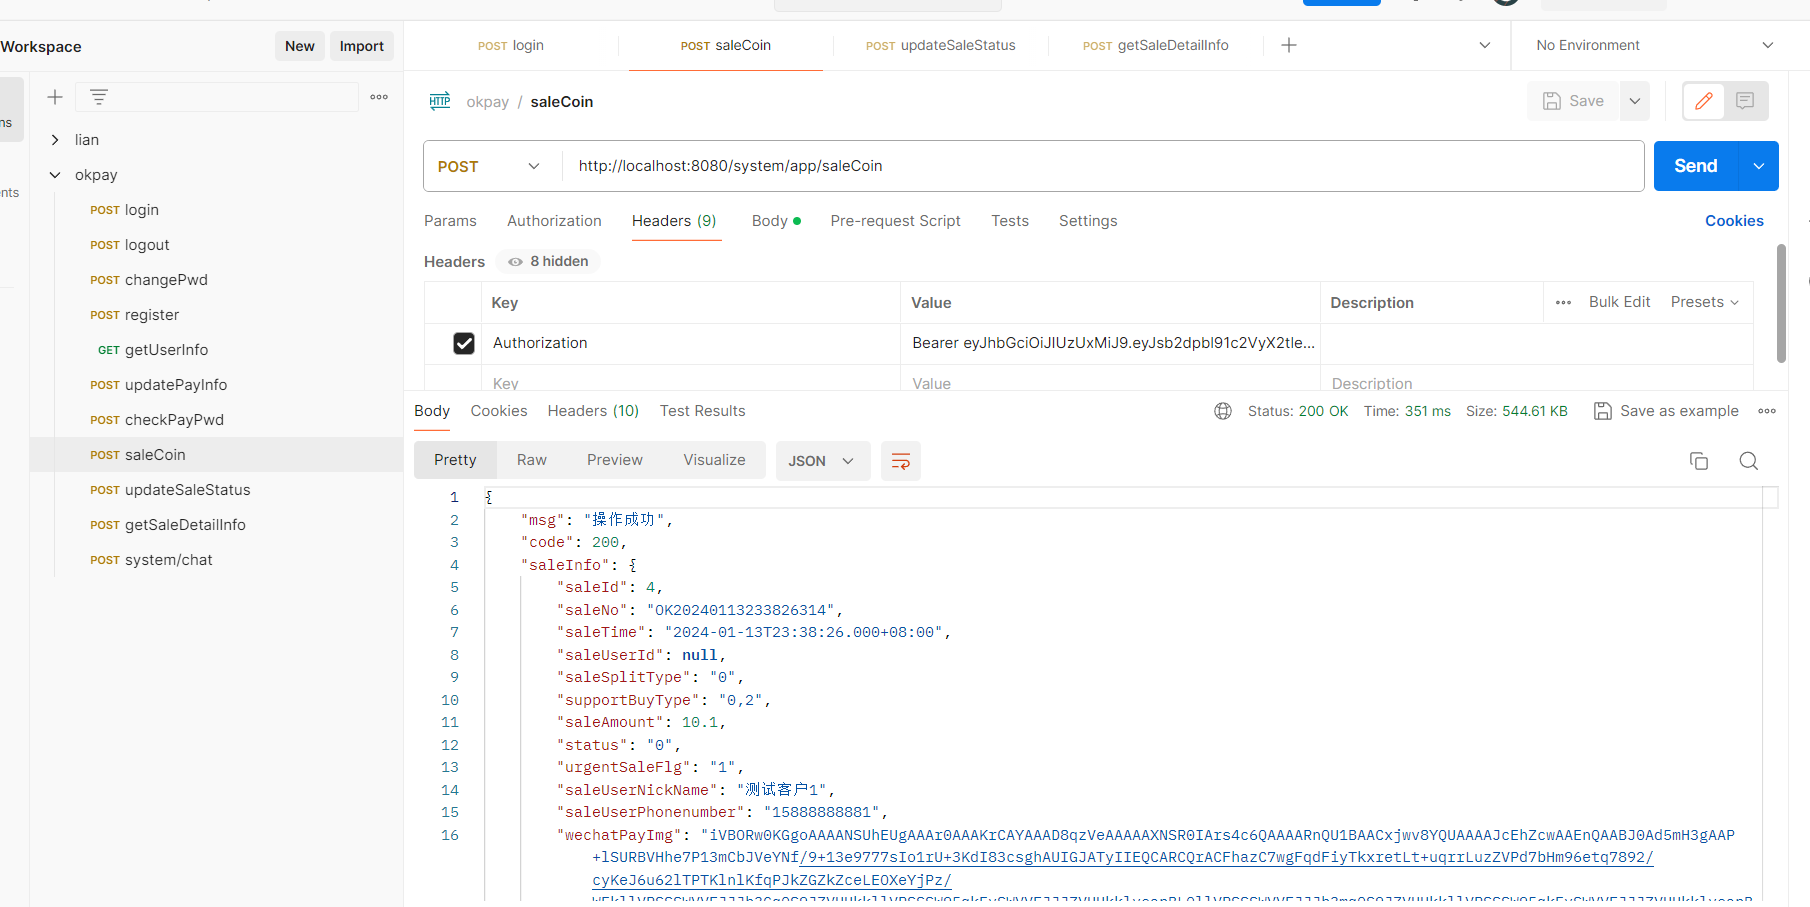 Workspace
New
Import
POST login
POST saleCoin
POST updateSaleStatus
POST getSaleDetailInfo
No Environment
ns
nts
lian
okpay
POST login
POST logout
POST changePwd
POST register
GET getUserInfo
POST updatePayInfo
POST checkPayPwd
POST saleCoin
POST updateSaleStatus
POST getSaleDetailInfo
POST system/chat
HTTP okpay / saleCoin
Save
POST http://localhost:8080/system/app/saleCoin
Send
Params Authorization Headers (9) Body Pre-request Script Tests Settings Cookies
Headers 8 hidden
Key Value Description Bulk Edit Presets
Authorization Bearer eyJhbGciOiJIUzUxMiJ9.eyJsb2dpbl91c2VyX2tle...
Key Value Description
Body Cookies Headers (10) Test Results Status: 200 OK Time: 351 ms Size: 544.61 KB Save as example
Pretty Raw Preview Visualize JSON
1 {
2 "msg": "操作成功",
3 "code": 200,
4 "saleInfo": {
5 "saleId": 4,
6 "saleNo": "OK20240113233826314",
7 "saleTime": "2024-01-13T23:38:26.000+08:00",
8 "saleUserId": null,
9 "saleSplitType": "0",
10 "supportBuyType": "0,2",
11 "saleAmount": 10.1,
12 "status": "0",
13 "urgentSaleFlg": "1",
14 "saleUserNickName": "测试客户1",
15 "saleUserPhonenumber": "15888888881",
16 "wechatPayImg": "iVBORw0KGgoAAAANSUhEUgAAAr0AAAKrCAYAAAD8qzVeAAAAAXNSR0IArs4c6QAAAARnQU1BAACxjwv8YQUAAAAJcEhZcwAAEnQAABJ0Ad5mH3gAAP
+lSURBVHhe7P13mCbJVeYNf/9+13e9777sIo1rU+3KdI83csghAUIGJATyIIEQCARCQrACFhazC7wgFqdFiyTkxretLt+uqrrLuzZVPd7bHm96etq7892/
cyKeJ6u62lTPTKlnlKfqPJkZGZkZceLEOXeYjPz/